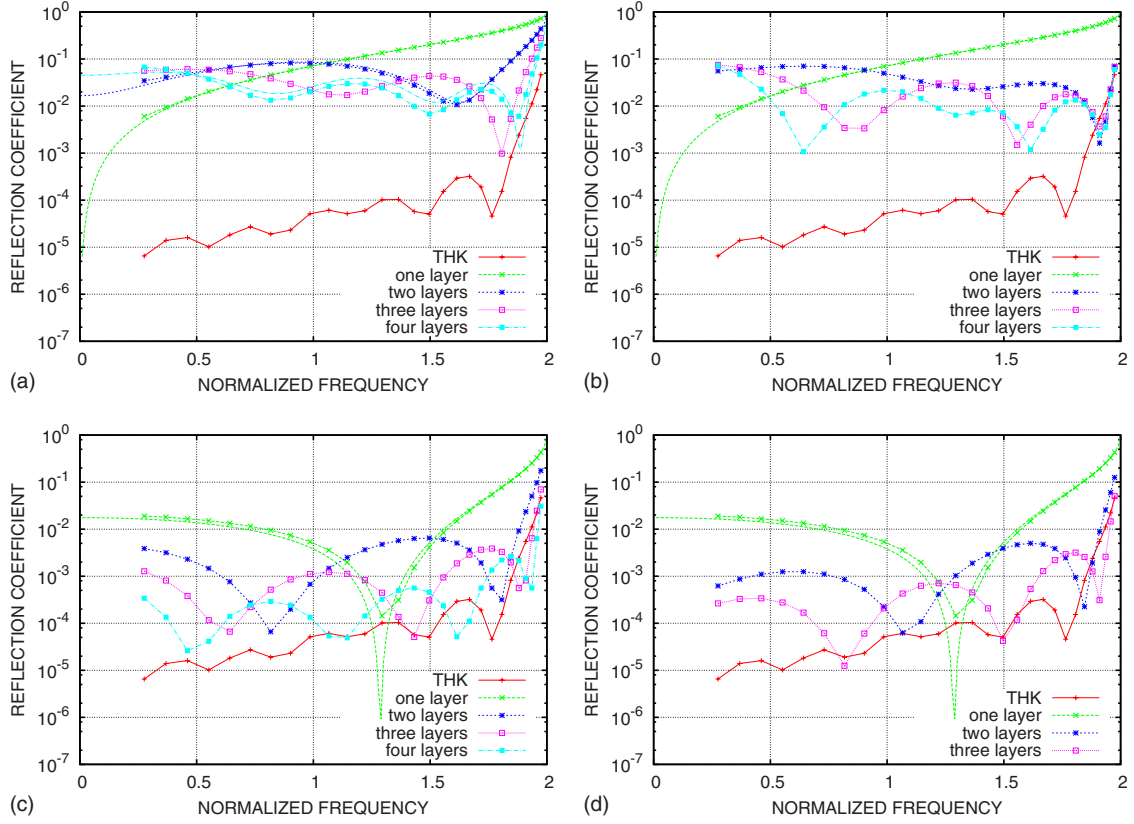 10^0
10^-1
10^-2
10^-3
10^-4
10^-5
10^-6
10^-7
REFLECTION COEFFICIENT
THK
one layer
two layers
three layers
four layers
0 0.5 1 1.5 2
(a) NORMALIZED FREQUENCY
10^0
10^-1
10^-2
10^-3
10^-4
10^-5
10^-6
10^-7
REFLECTION COEFFICIENT
THK
one layer
two layers
three layers
four layers
0 0.5 1 1.5 2
(b) NORMALIZED FREQUENCY
10^0
10^-1
10^-2
10^-3
10^-4
10^-5
10^-6
10^-7
REFLECTION COEFFICIENT
THK
one layer
two layers
three layers
four layers
0 0.5 1 1.5 2
(c) NORMALIZED FREQUENCY
10^0
10^-1
10^-2
10^-3
10^-4
10^-5
10^-6
10^-7
REFLECTION COEFFICIENT
THK
one layer
two layers
three layers
0 0.5 1 1.5 2
(d) NORMALIZED FREQUENCY